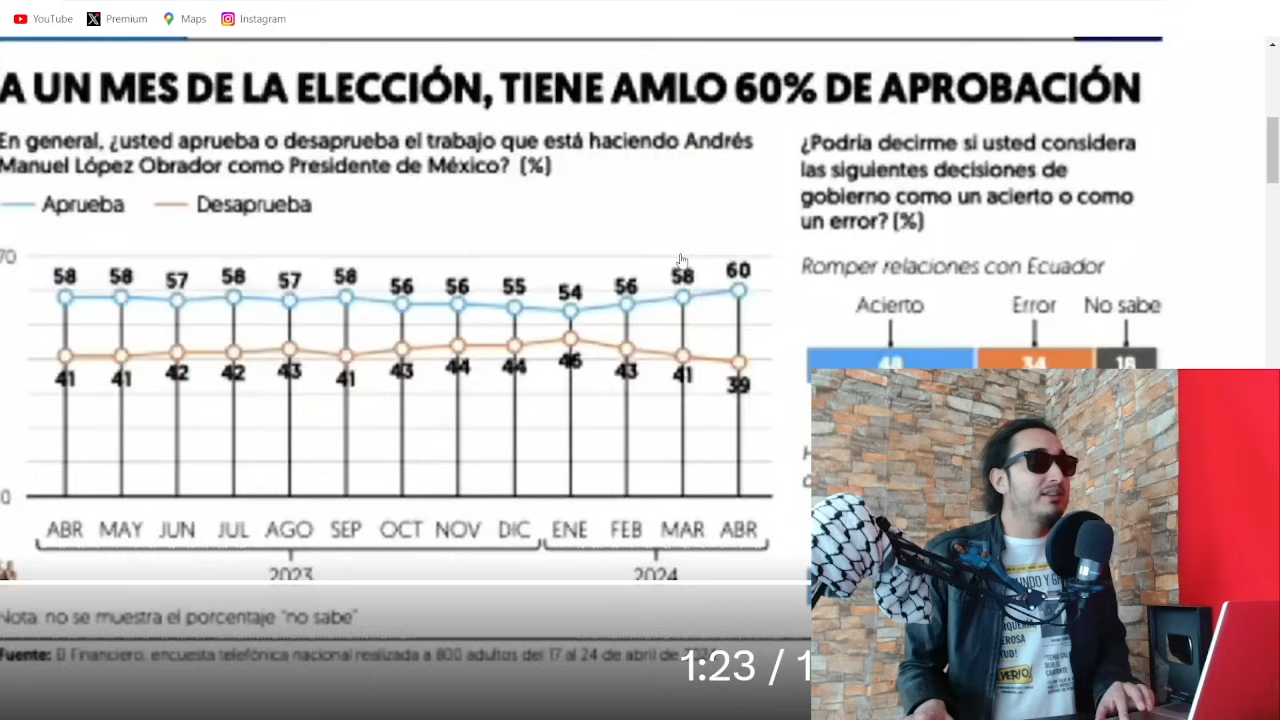 YouTube Premium Maps Instagram
A UN MES DE LA ELECCIÓN, TIENE AMLO 60% DE APROBACIÓN
En general, ¿usted aprueba o desaprueba el trabajo que está haciendo Andrés
Manuel López Obrador como Presidente de México? (%)
Aprueba Desaprueba
70
58 58 57 58 57 58 56 56 55 54 56 58 60
41 41 42 42 43 41 43 44 44 46 43 41 39
0
ABR MAY JUN JUL AGO SEP OCT NOV DIC ENE FEB MAR ABR
2023 2024
Nota: no se muestra el porcentaje "no sabe"
Fuente: El Financiero, encuesta telefónica nacional realizada a 800 adultos del 17 al 24 de abril de
1:23 / 1
¿Podría decirme si usted considera
las siguientes decisiones de
gobierno como un acierto o como
un error? (%)
Romper relaciones con Ecuador
Acierto Error No sabe
48 34 18
MUNDO Y